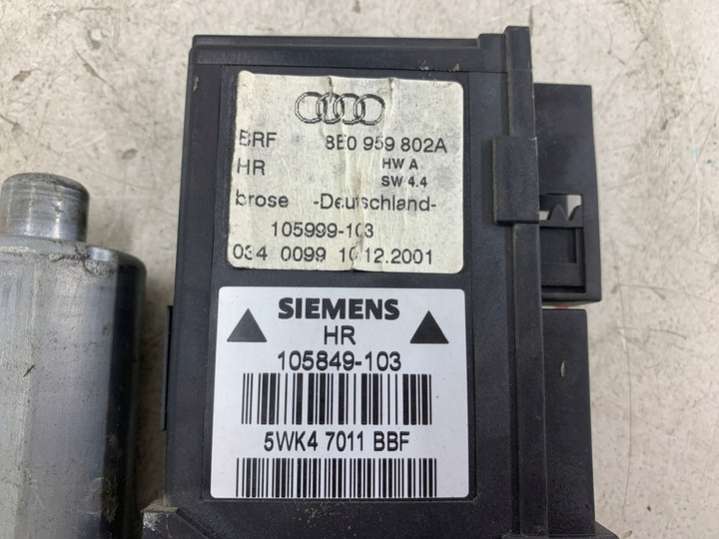 BRF 8E0 959 802A
HR HW A
SW 4.4
brose -Deutschland-
105999-103
034 0099 10.12.2001
SIEMENS
HR
105849-103
5WK4 7011 BBF